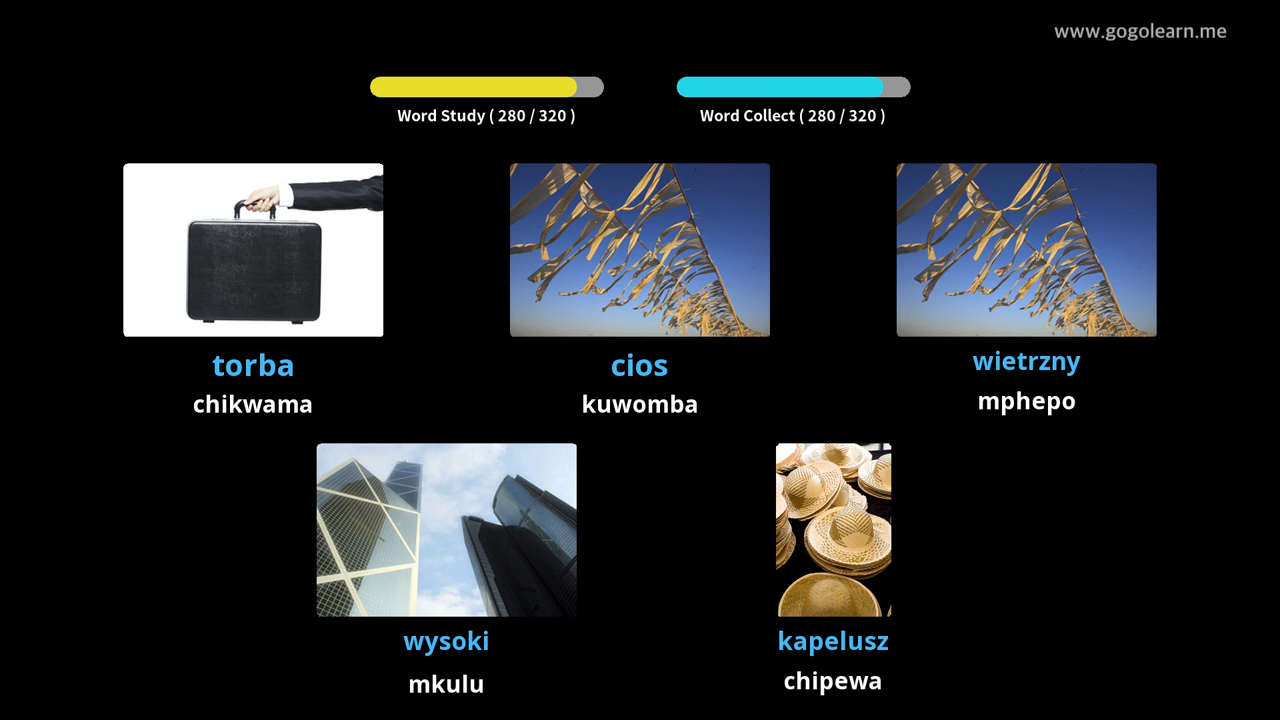 www.gogolearn.me
Word Study ( 280 / 320 )
Word Collect ( 280 / 320 )
torba
chikwama
cios
kuwomba
wietrzny
mphepo
wysoki
mkulu
kapelusz
chipewa